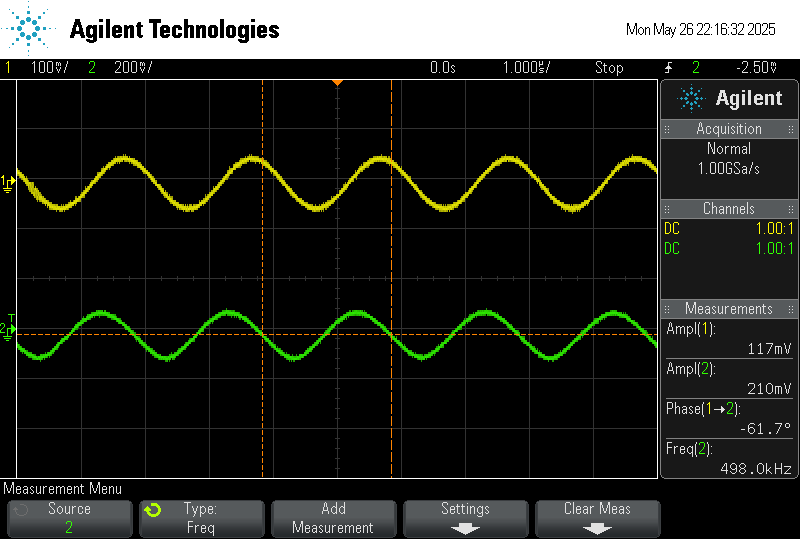 Agilent Technologies
Mon May 26 22:16:32 2025
1 100mV/ 2 200mV/ 0.0s 1.000µs/ Stop 2 -2.50V
Agilent
Acquisition
Normal
1.00GSa/s
Channels
DC 1.00:1
DC 1.00:1
Measurements
Ampl(1):
117mV
Ampl(2):
210mV
Phase(1→2):
-61.7°
Freq(2):
498.0kHz
1
T
2
Measurement Menu
Source
2
Type:
Freq
Add
Measurement
Settings
Clear Meas